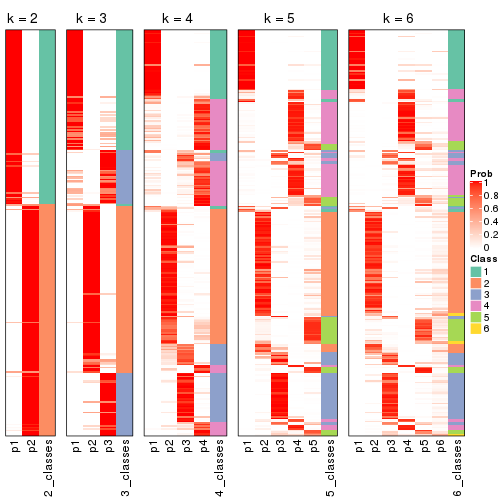 k = 2
k = 3
k = 4
k = 5
k = 6
p1
p2
2_classes
p1
p2
p3
3_classes
p1
p2
p3
p4
4_classes
p1
p2
p3
p4
p5
5_classes
p1
p2
p3
p4
p5
p6
6_classes
Prob
1
0.8
0.6
0.4
0.2
0
Class
1
2
3
4
5
6